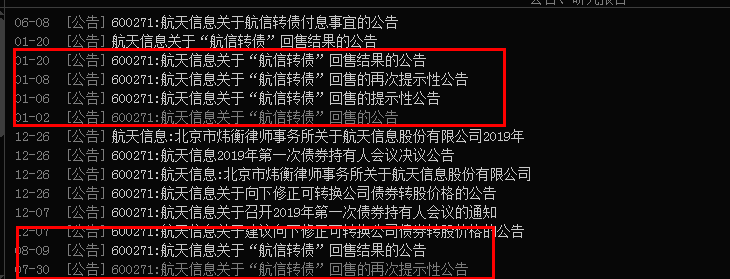 公告、研究报告
06-08 [公告] 600271:航天信息关于航信转债付息事宜的公告
01-20 [公告] 航天信息关于“航信转债”回售结果的公告
01-20 [公告] 600271:航天信息关于“航信转债”回售结果的公告
01-08 [公告] 600271:航天信息关于“航信转债”回售的再次提示性公告
01-06 [公告] 600271:航天信息关于“航信转债”回售的提示性公告
01-02 [公告] 600271:航天信息关于“航信转债”回售的公告
12-26 [公告] 航天信息:北京市炜衡律师事务所关于航天信息股份有限公司2019年
12-26 [公告] 600271:航天信息2019年第一次债券持有人会议决议公告
12-26 [公告] 600271:航天信息:北京市炜衡律师事务所关于航天信息股份有限公司
12-26 [公告] 600271:航天信息关于向下修正可转换公司债券转股价格的公告
12-07 [公告] 600271:航天信息关于召开2019年第一次债券持有人会议的通知
12-07 [公告] 600271:航天信息关于建议向下修正可转换公司债券转股价格的公告
08-09 [公告] 600271:航天信息关于“航信转债”回售结果的公告
07-30 [公告] 600271:航天信息关于“航信转债”回售的再次提示性公告